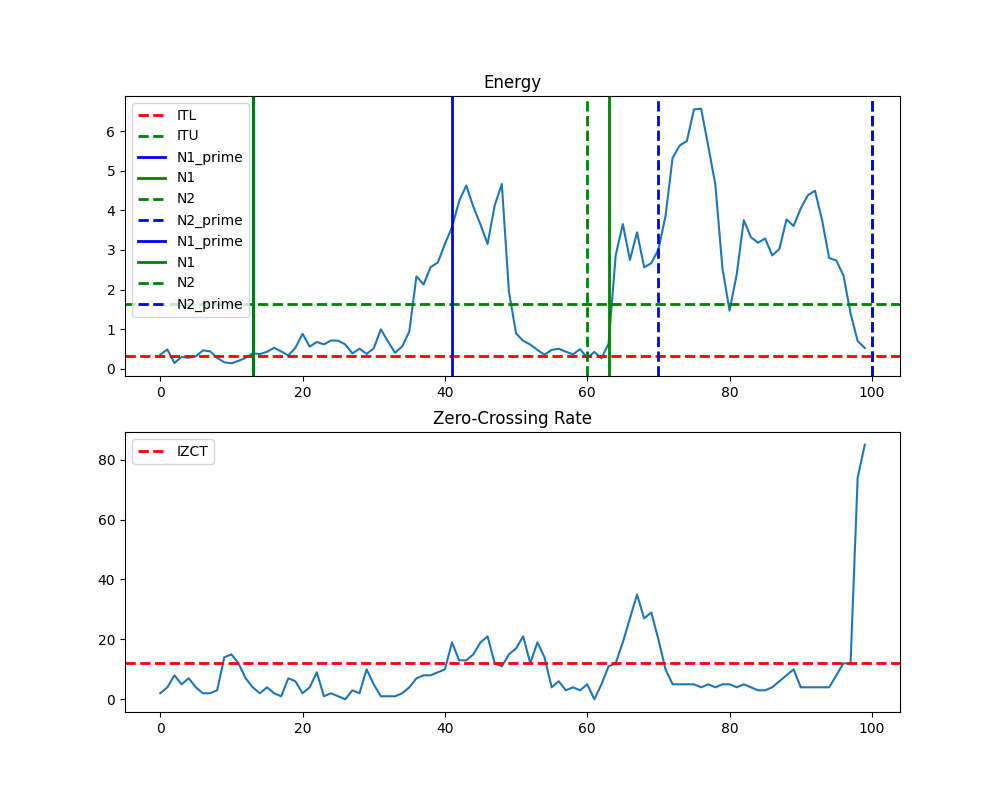 Energy
ITL
ITU
N1_prime
N1
N2
N2_prime
N1_prime
N1
N2
N2_prime
6
5
4
3
2
1
0
0 20 40 60 80 100
Zero-Crossing Rate
IZCT
80
60
40
20
0
0 20 40 60 80 100